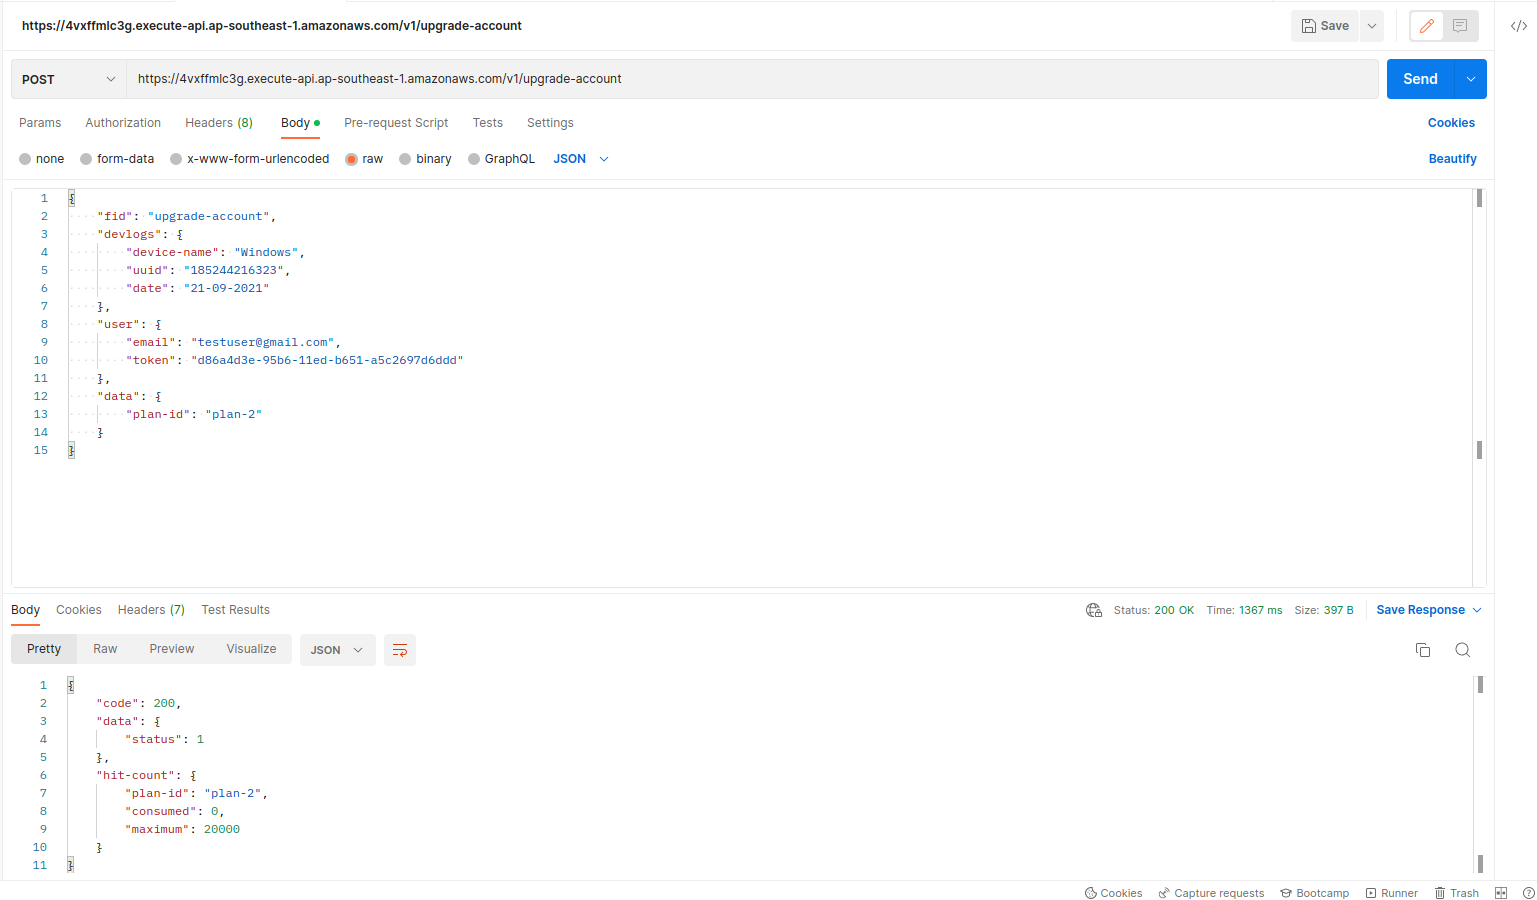 https://4vxffmlc3g.execute-api.ap-southeast-1.amazonaws.com/v1/upgrade-account
Save
POST https://4vxffmlc3g.execute-api.ap-southeast-1.amazonaws.com/v1/upgrade-account Send
Params Authorization Headers (8) Body Pre-request Script Tests Settings Cookies
none form-data x-www-form-urlencoded raw binary GraphQL JSON Beautify
1 {
2 "fid": "upgrade-account",
3 "devlogs": {
4 "device-name": "Windows",
5 "uuid": "185244216323",
6 "date": "21-09-2021"
7 },
8 "user": {
9 "email": "testuser@gmail.com",
10 "token": "d86a4d3e-95b6-11ed-b651-a5c2697d6ddd"
11 },
12 "data": {
13 "plan-id": "plan-2"
14 }
15 }
Body Cookies Headers (7) Test Results Status: 200 OK Time: 1367 ms Size: 397 B Save Response
Pretty Raw Preview Visualize JSON
1 {
2 "code": 200,
3 "data": {
4 "status": 1
5 },
6 "hit-count": {
7 "plan-id": "plan-2",
8 "consumed": 0,
9 "maximum": 20000
10 }
11 }
Cookies Capture requests Bootcamp Runner Trash